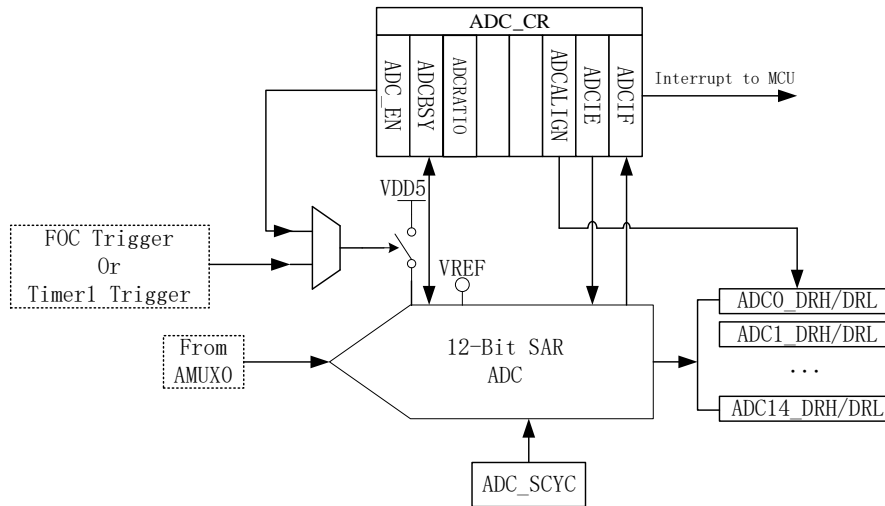 ADC_CR
ADC_EN
ADCBSY
ADCRATIO
ADCALIGN
ADCIE
ADCIF
Interrupt to MCU
VDD5
VREF
FOC Trigger
Or
Timer1 Trigger
From
AMUX0
12-Bit SAR
ADC
ADC0_DRH/DRL
ADC1_DRH/DRL
...
ADC14_DRH/DRL
ADC_SCYC